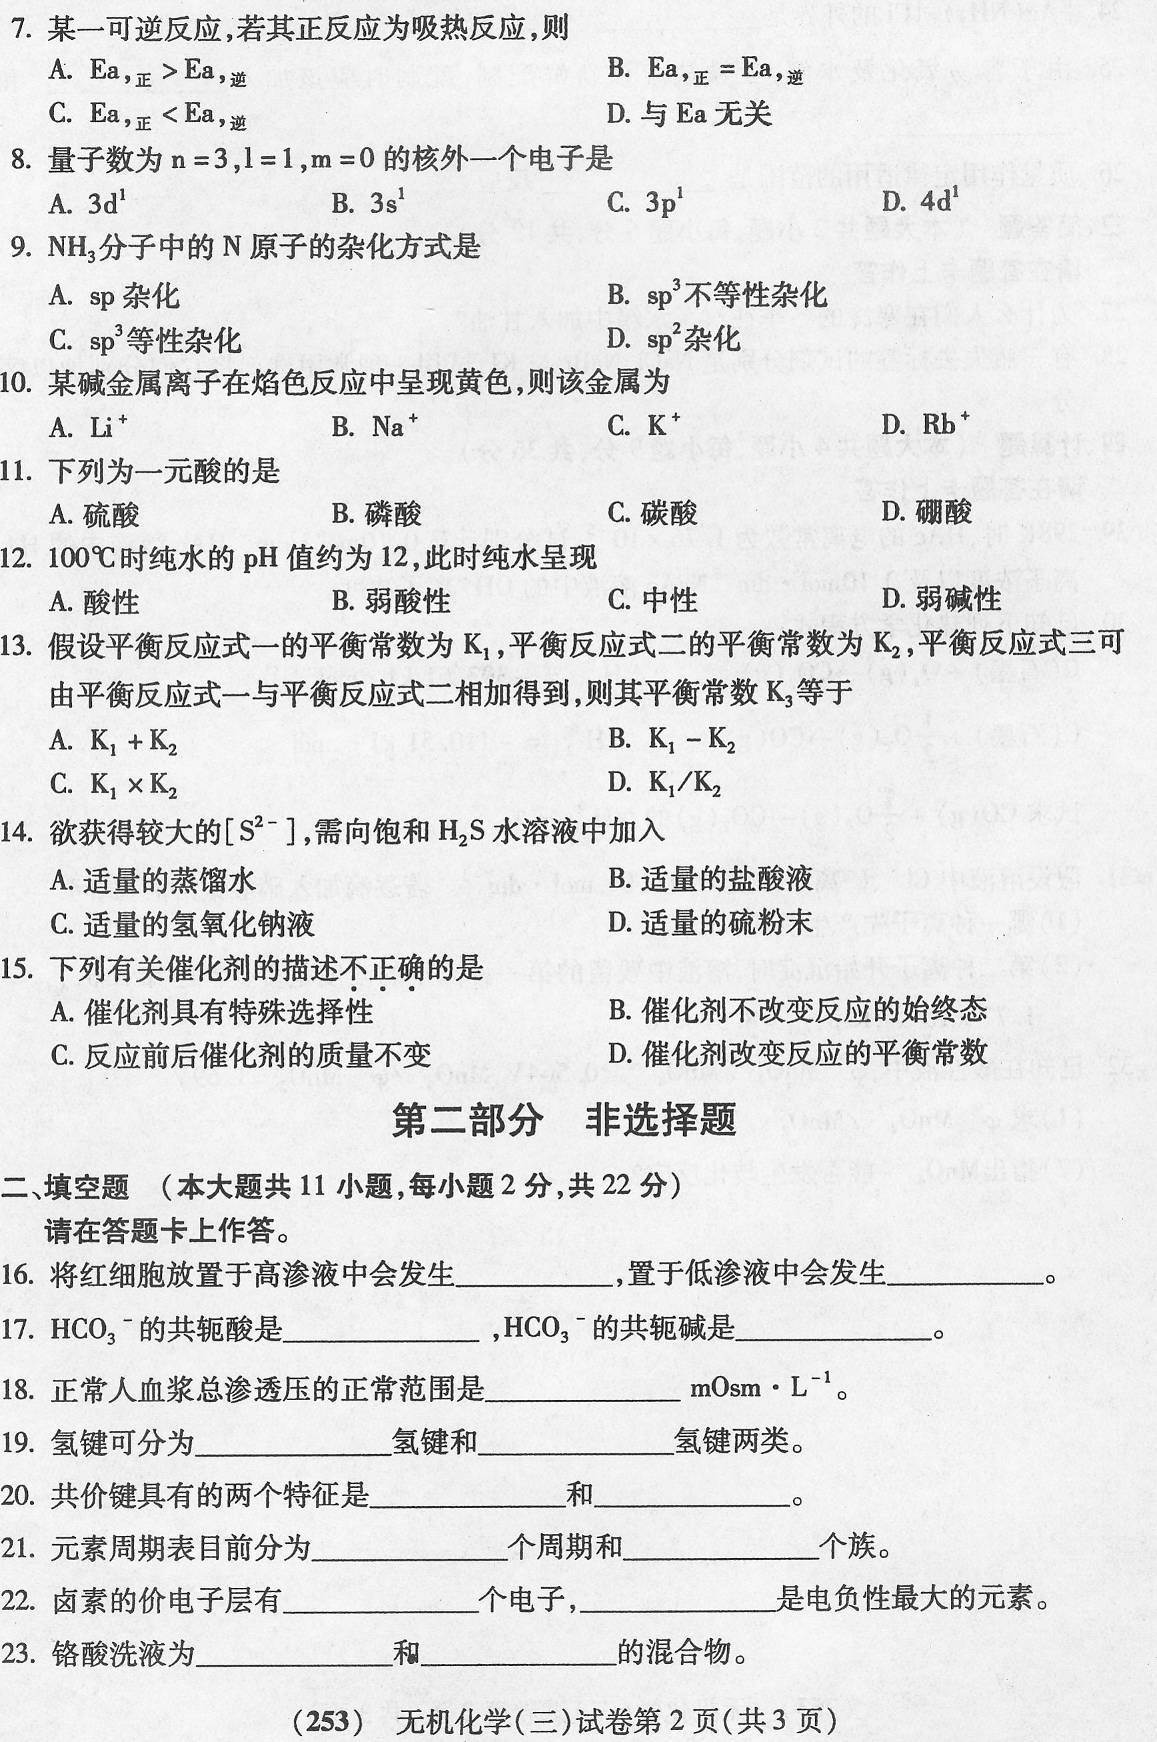 7. 某一可逆反应,若其正反应为吸热反应,则
A. Ea,正 > Ea,逆 B. Ea,正 = Ea,逆
C. Ea,正 < Ea,逆 D. 与 Ea 无关
8. 量子数为 n = 3,l = 1,m = 0 的核外一个电子是
A. 3d¹ B. 3s¹ C. 3p¹ D. 4d¹
9. NH₃分子中的 N 原子的杂化方式是
A. sp 杂化 B. sp³不等性杂化
C. sp³等性杂化 D. sp²杂化
10. 某碱金属离子在焰色反应中呈现黄色,则该金属为
A. Li⁺ B. Na⁺ C. K⁺ D. Rb⁺
11. 下列为一元酸的是
A. 硫酸 B. 磷酸 C. 碳酸 D. 硼酸
12. 100℃时纯水的 pH 值约为 12,此时纯水呈现
A. 酸性 B. 弱酸性 C. 中性 D. 弱碱性
13. 假设平衡反应式一的平衡常数为 K₁,平衡反应式二的平衡常数为 K₂,平衡反应式三可
由平衡反应式一与平衡反应式二相加得到,则其平衡常数 K₃等于
A. K₁ + K₂ B. K₁ - K₂
C. K₁ × K₂ D. K₁/K₂
14. 欲获得较大的[S²⁻],需向饱和 H₂S 水溶液中加入
A. 适量的蒸馏水 B. 适量的盐酸液
C. 适量的氢氧化钠液 D. 适量的硫粉末
15. 下列有关催化剂的描述不正确的是
A. 催化剂具有特殊选择性 B. 催化剂不改变反应的始终态
C. 反应前后催化剂的质量不变 D. 催化剂改变反应的平衡常数
第二部分 非选择题
二、填空题 (本大题共 11 小题,每小题 2 分,共 22 分)
请在答题卡上作答。
16. 将红细胞放置于高渗液中会发生__________,置于低渗液中会发生__________。
17. HCO₃⁻的共轭酸是____________,HCO₃⁻的共轭碱是____________。
18. 正常人血浆总渗透压的正常范围是____________ mOsm·L⁻¹。
19. 氢键可分为____________氢键和____________氢键两类。
20. 共价键具有的两个特征是____________和____________。
21. 元素周期表目前分为____________个周期和____________个族。
22. 卤素的价电子层有____________个电子,____________是电负性最大的元素。
23. 铬酸洗液为____________和____________的混合物。
(253) 无机化学(三)试卷第 2 页(共 3 页)